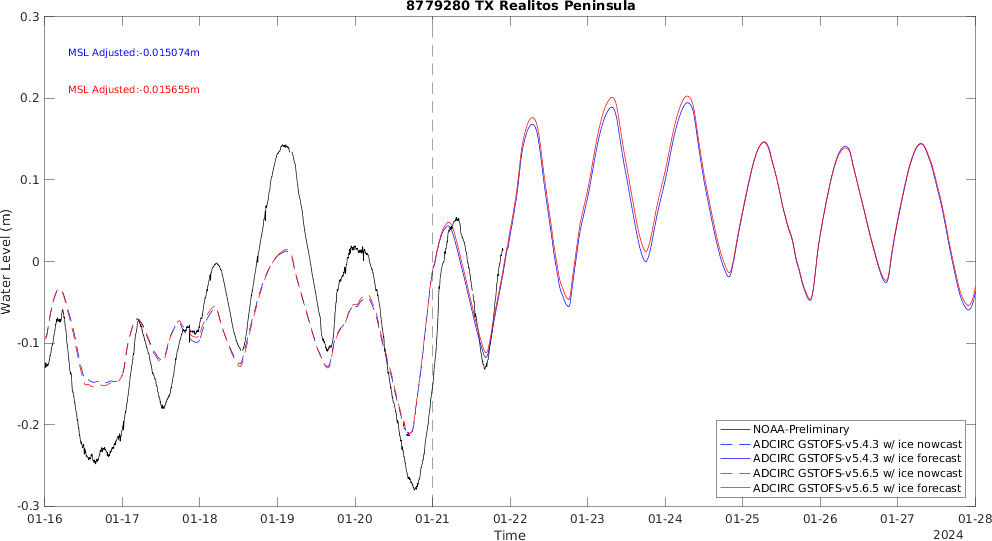 8779280 TX Realitos Peninsula
0.3
MSL Adjusted:-0.015074m
MSL Adjusted:-0.015655m
0.2
0.1
0
-0.1
-0.2
-0.3
Water Level (m)
NOAA-Preliminary
ADCIRC GSTOFS-v5.4.3 w/ ice nowcast
ADCIRC GSTOFS-v5.4.3 w/ ice forecast
ADCIRC GSTOFS-v5.6.5 w/ ice nowcast
ADCIRC GSTOFS-v5.6.5 w/ ice forecast
01-16 01-17 01-18 01-19 01-20 01-21 01-22 01-23 01-24 01-25 01-26 01-27 01-28
Time
2024